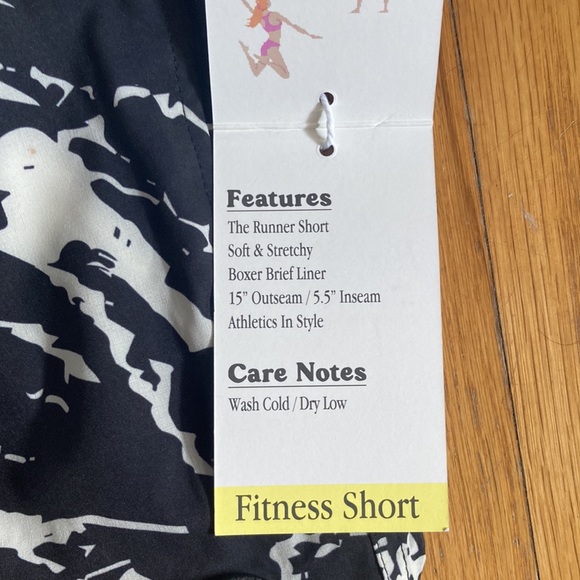 Features
The Runner Short
Soft & Stretchy
Boxer Brief Liner
15” Outseam / 5.5” Inseam
Athletics In Style
Care Notes
Wash Cold / Dry Low
Fitness Short